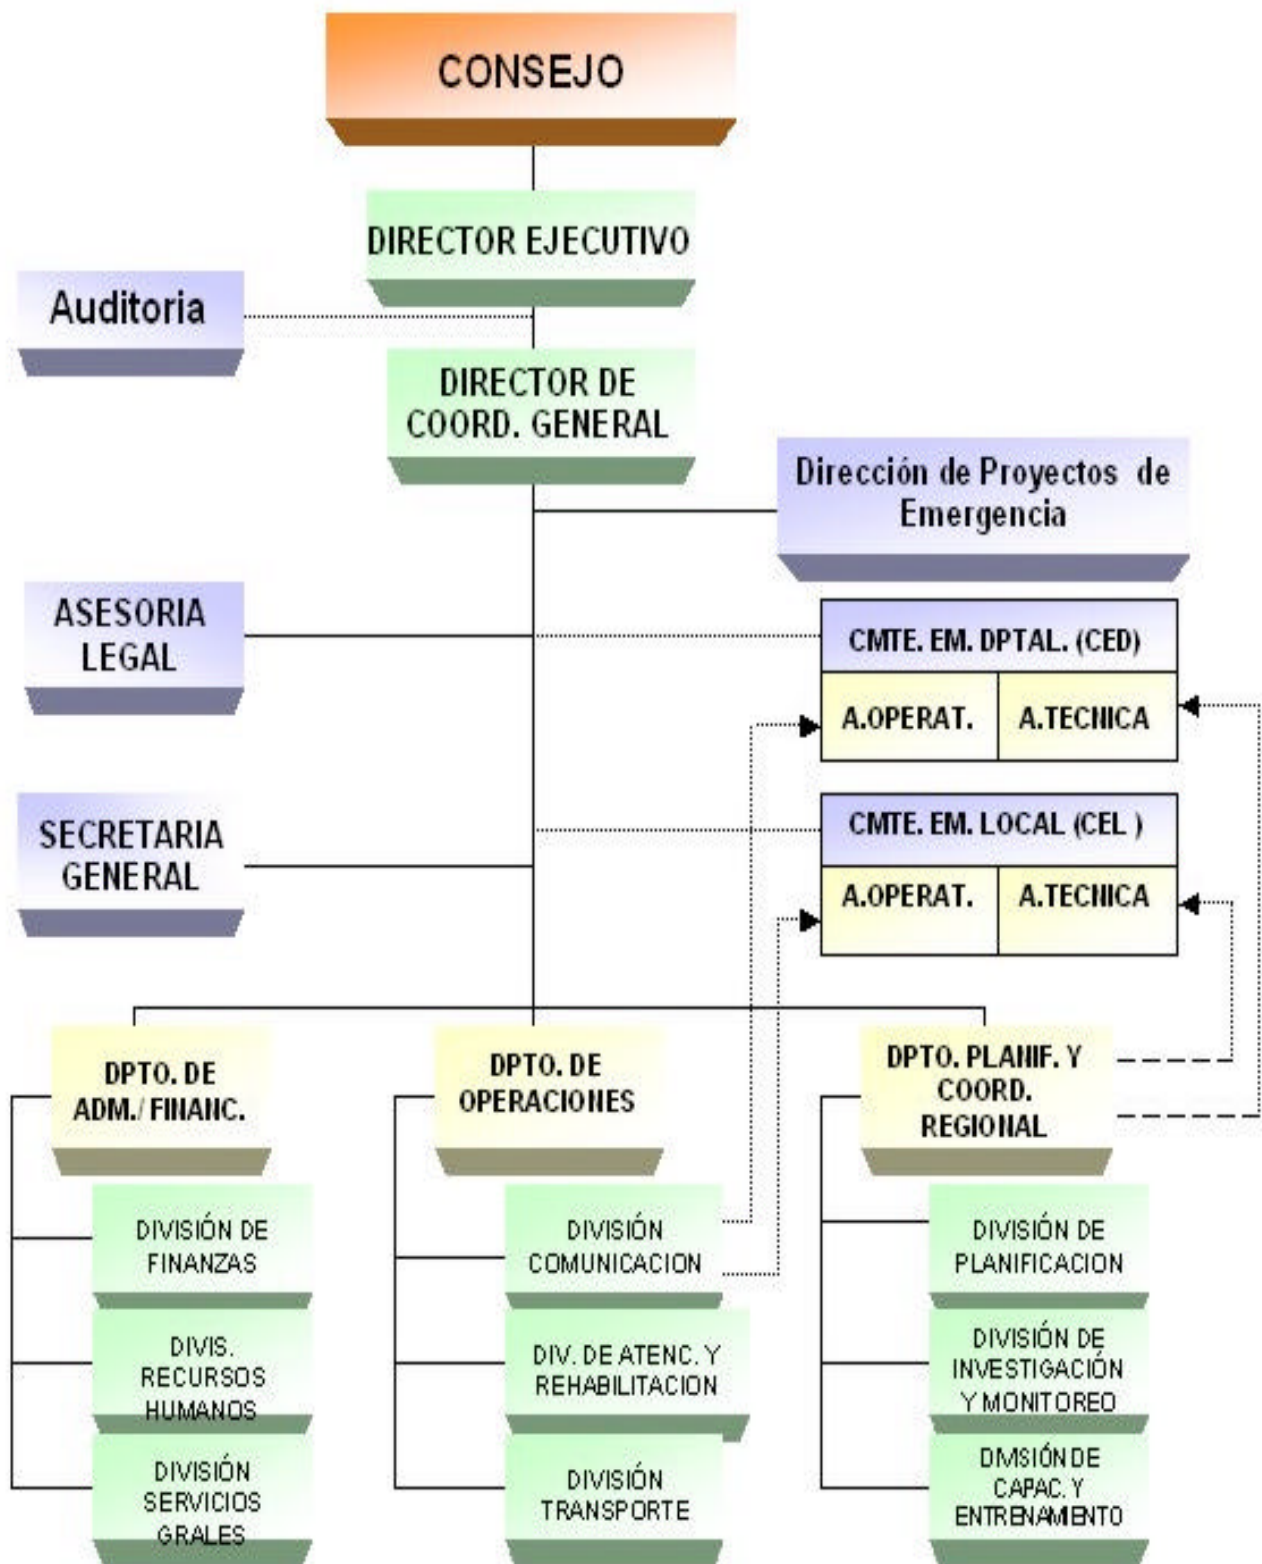 CONSEJO
DIRECTOR EJECUTIVO
Auditoria
DIRECTOR DE
COORD. GENERAL
Dirección de Proyectos de
Emergencia
ASESORIA
LEGAL
CMTE. EM. DPTAL. (CED)
A.OPERAT. A.TECNICA
SECRETARIA
GENERAL
CMTE. EM. LOCAL (CEL )
A.OPERAT. A.TECNICA
DPTO. DE
ADM./ FINANC.
DPTO. DE
OPERACIONES
DPTO. PLANIF. Y
COORD.
REGIONAL
DIVISIÓN DE
FINANZAS
DIVIS.
RECURSOS
HUMANOS
DIVISIÓN
SERVICIOS
GRALES
DIVISIÓN
COMUNICACION
DIV. DE ATENC. Y
REHABILITACION
DIVISIÓN
TRANSPORTE
DIVISIÓN DE
PLANIFICACION
DIVISIÓN DE
INVESTIGACIÓN
Y MONITOREO
DIVISIÓN DE
CAPAC. Y
ENTRENAMIENTO